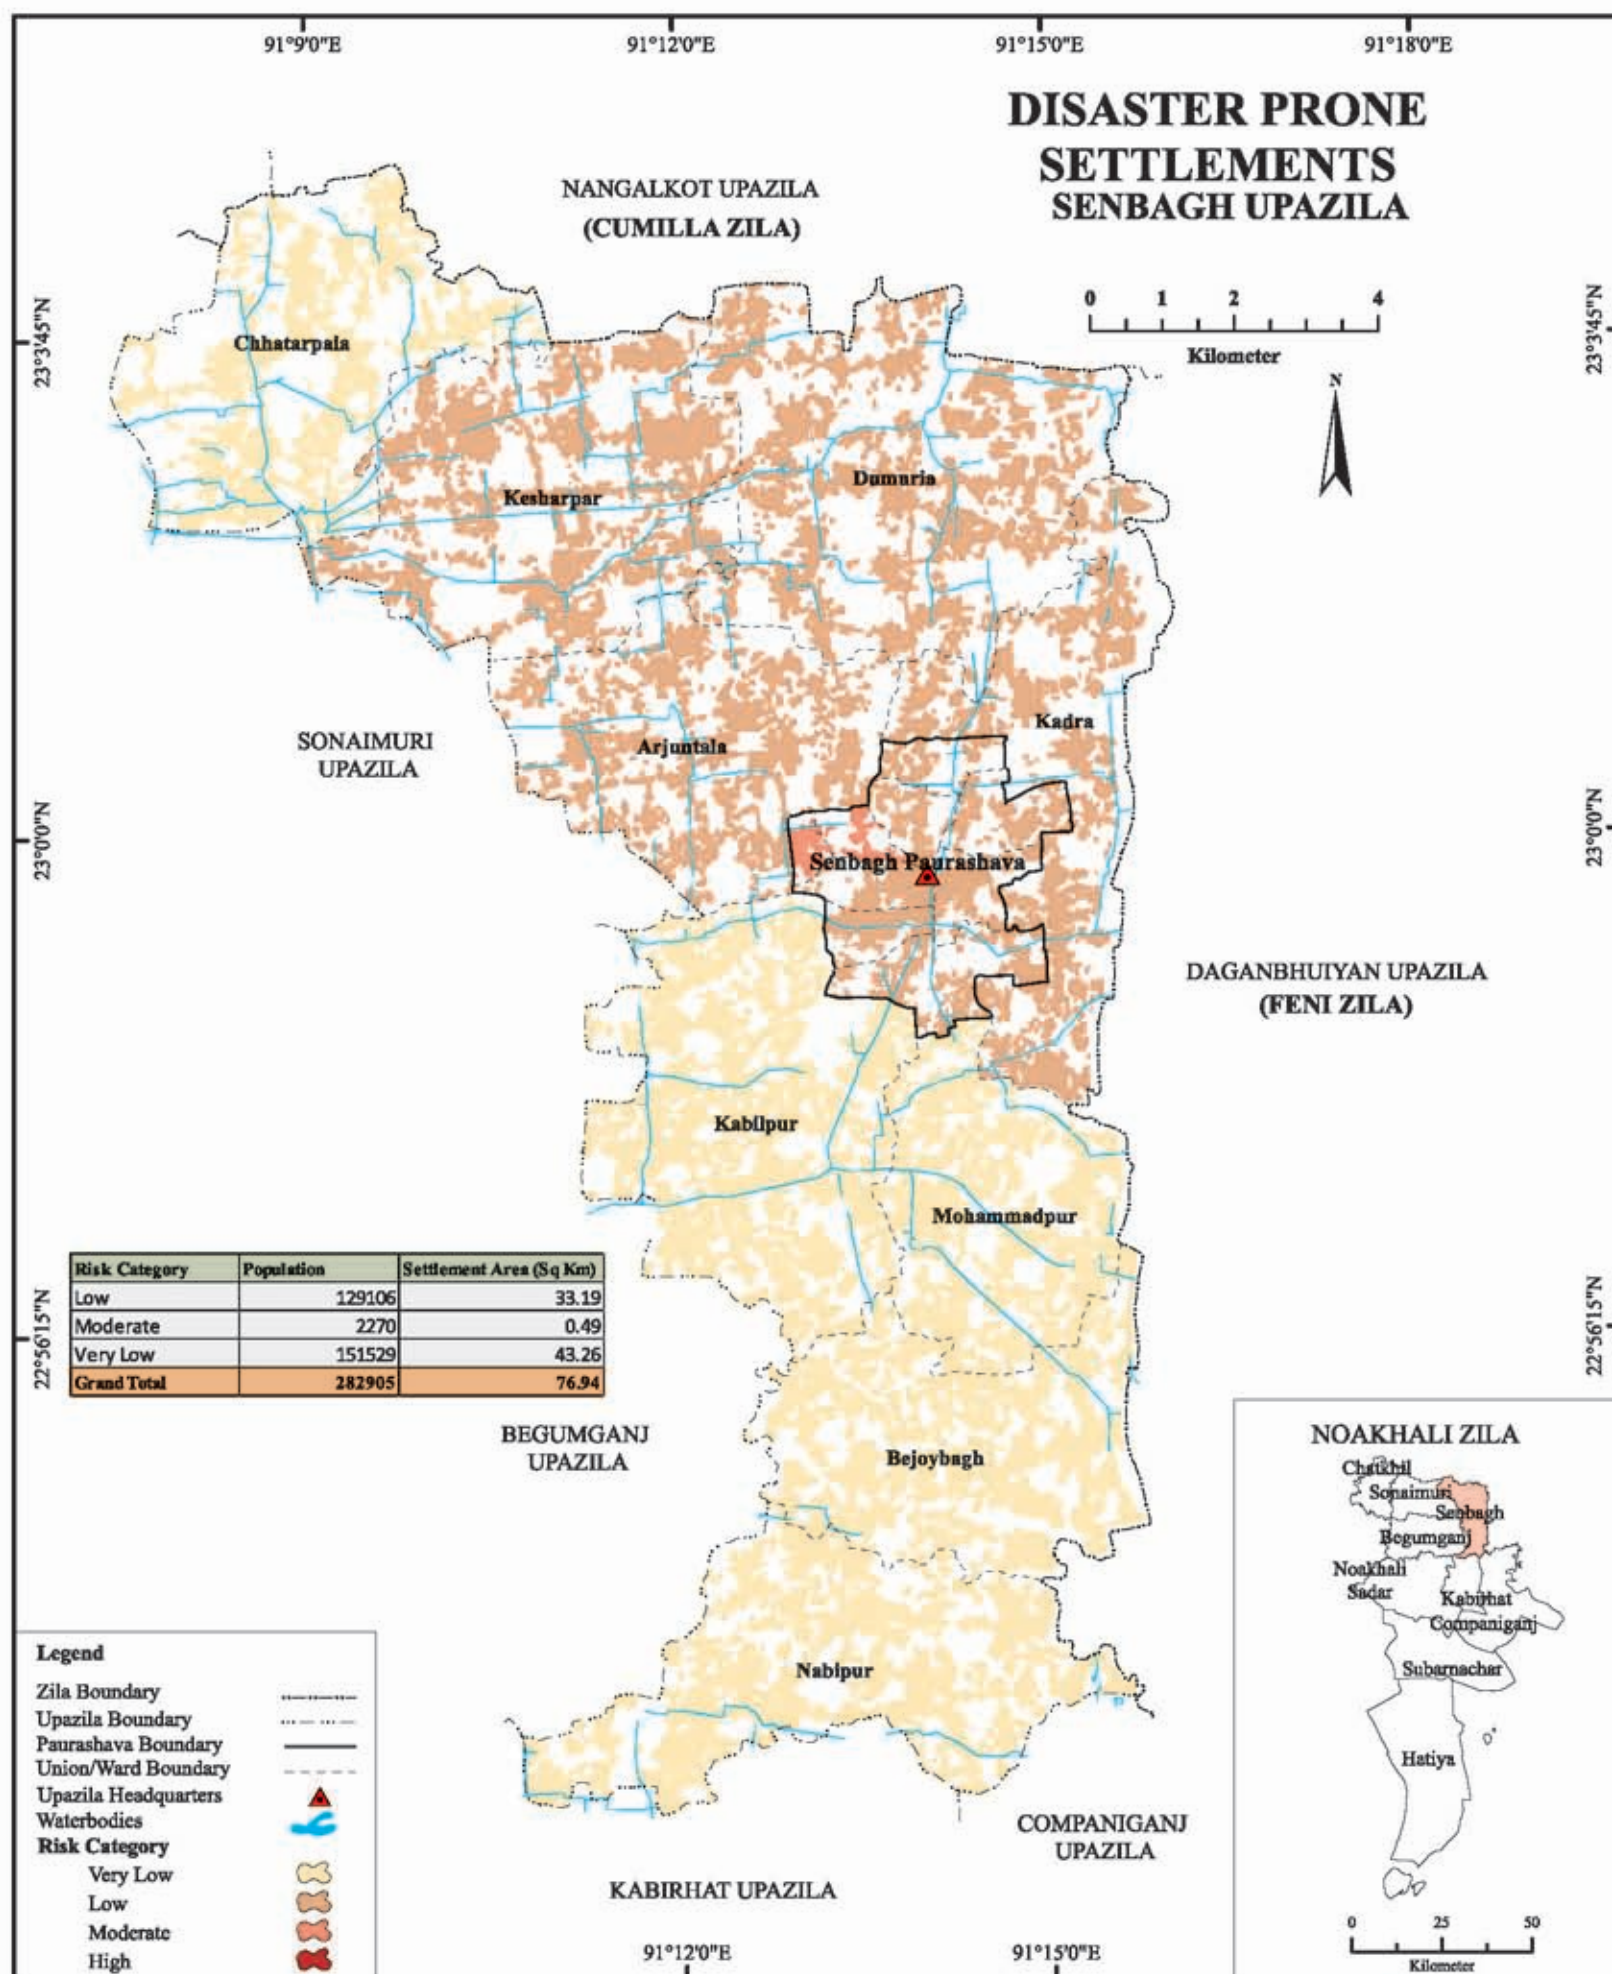 91°9'0"E
91°12'0"E
91°15'0"E
91°18'0"E
DISASTER PRONE
SETTLEMENTS
SENBAGH UPAZILA
NANGALKOT UPAZILA
(CUMILLA ZILA)
0 1 2 4
Kilometer
N
23°3'45"N
23°3'45"N
Chhatarpala
Kesharpar
Dumuria
Kadra
SONAIMURI
UPAZILA
Arjuntala
23°0'0"N
23°0'0"N
Senbagh Paurashava
DAGANBHUIYAN UPAZILA
(FENI ZILA)
Kabilpur
Mohammadpur
Risk Category Population Settlement Area (Sq Km)
Low 129106 33.19
Moderate 2270 0.49
Very Low 151529 43.26
Grand Total 282905 76.94
22°56'15"N
22°56'15"N
BEGUMGANJ
UPAZILA
Bejoybagh
Nabipur
COMPANIGANJ
UPAZILA
KABIRHAT UPAZILA
Legend
Zila Boundary
Upazila Boundary
Paurashava Boundary
Union/Ward Boundary
Upazila Headquarters
Waterbodies
Risk Category
Very Low
Low
Moderate
High
NOAKHALI ZILA
Chatkhil
Sonaimuri
Senbagh
Begumganj
Noakhali
Sadar
Kabirhat
Companiganj
Subarnachar
Hatiya
0 25 50
Kilometer
91°12'0"E
91°15'0"E